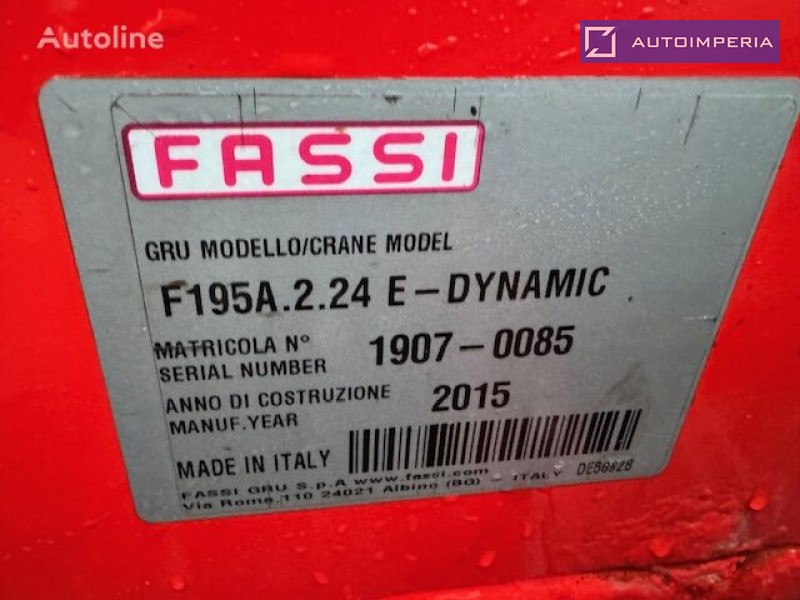 Autoline
AUTOIMPERIA
FASSI
GRU MODELLO/CRANE MODEL
F195A.2.24 E-DYNAMIC
MATRICOLA N°
SERIAL NUMBER
1907-0085
ANNO DI COSTRUZIONE
MANUF.YEAR
2015
MADE IN ITALY
FASSI GRU S.p.A www.fassi.com
Via Roma,110 24021 Albino (BG) - ITALY